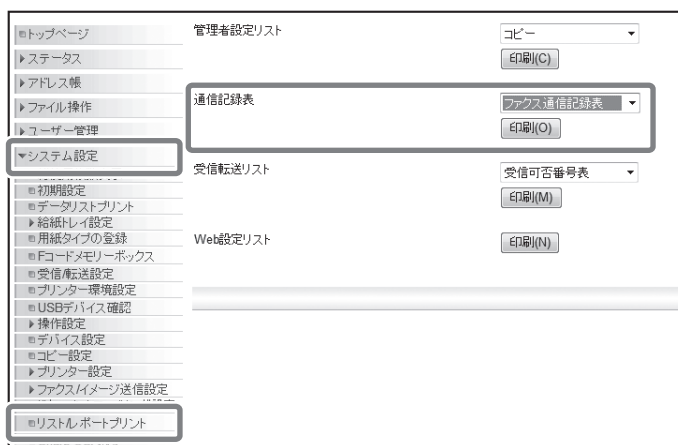 トップページ
ステータス
アドレス帳
ファイル操作
ユーザー管理
システム設定
初期設定
データリストプリント
給紙トレイ設定
用紙タイプの登録
Fコードメモリーボックス
受信/転送設定
プリンター環境設定
USBデバイス確認
操作設定
デバイス設定
コピー設定
プリンター設定
ファクス/イメージ送信設定
リスト/レポートプリント
管理者設定リスト
コピー
印刷(C)
通信記録表
ファクス通信記録表
印刷(O)
受信転送リスト
受信可否番号表
印刷(M)
Web設定リスト
印刷(N)